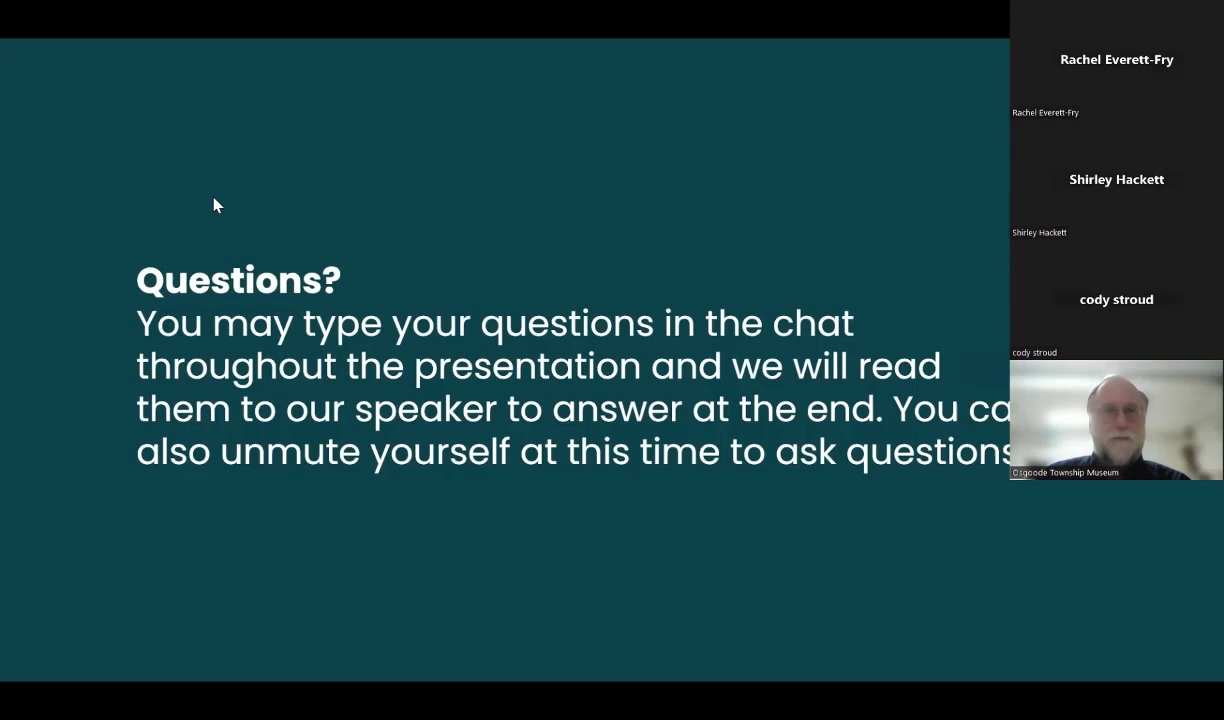 Questions?
You may type your questions in the chat
throughout the presentation and we will read
them to our speaker to answer at the end. You
also unmute yourself at this time to ask questions
Rachel Everett-Fry
Rachel Everett-Fry
Shirley Hackett
Shirley Hackett
cody stroud
cody stroud
Osgoode Township Museum